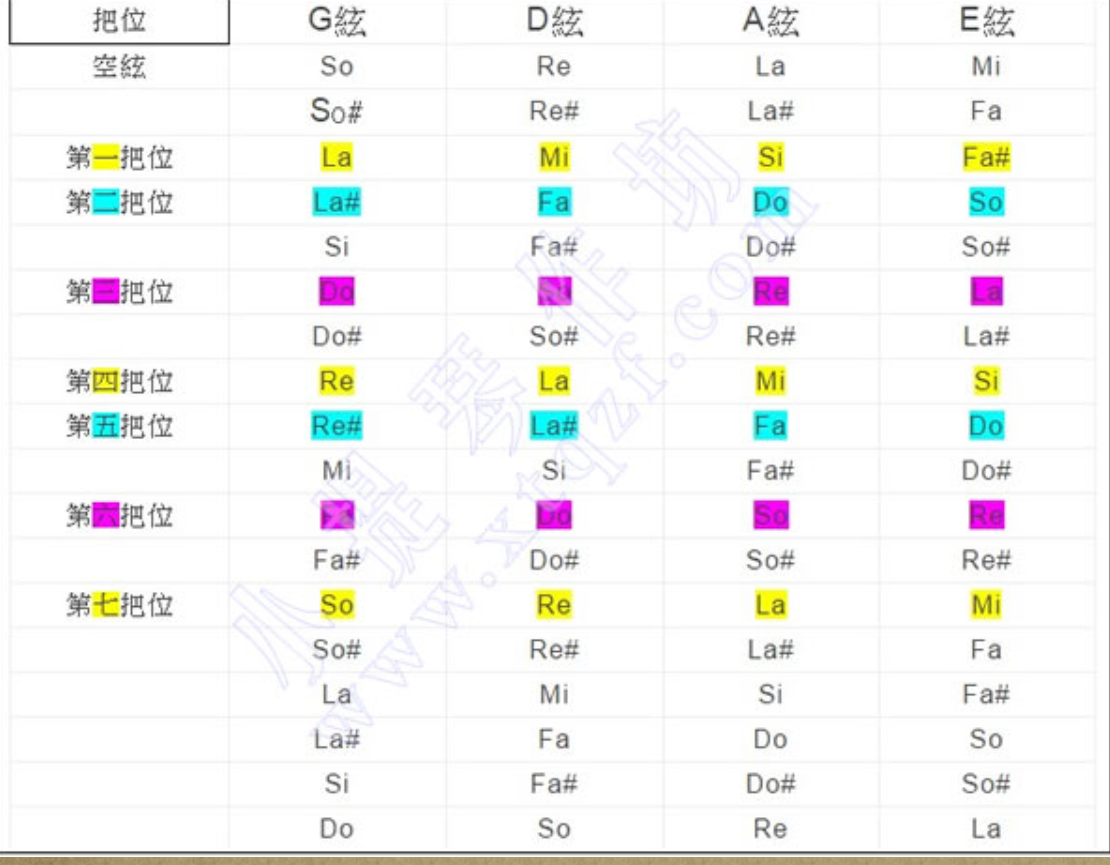 把位 G絃 D絃 A絃 E絃
空絃 So Re La Mi
So# Re# La# Fa
第一把位 La Mi Si Fa#
第二把位 La# Fa Do So
Si Fa# Do# So#
第三把位 Do Re La
Do# So# Re# La#
第四把位 Re La Mi Si
第五把位 Re# La# Fa Do
Mi Si Fa# Do#
第六把位 Fa Do So Re
Fa# Do# So# Re#
第七把位 So Re La Mi
So# Re# La# Fa
La Mi Si Fa#
La# Fa Do So
Si Fa# Do# So#
Do So Re La
小提琴作坊
www.xtqzf.com